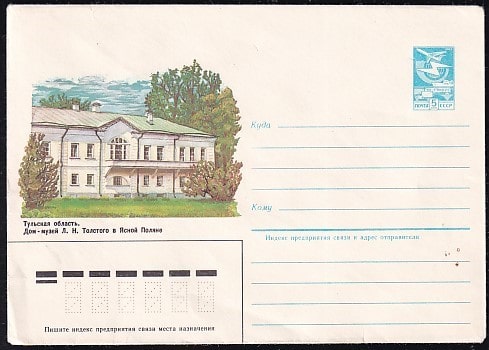 ПОЧТА 5К СССР
Куда
Кому
Тульская область.
Дом-музей Л. Н. Толстого в Ясной Поляне
Индекс предприятия связи и адрес отправителя
Пишите индекс предприятия связи места назначения